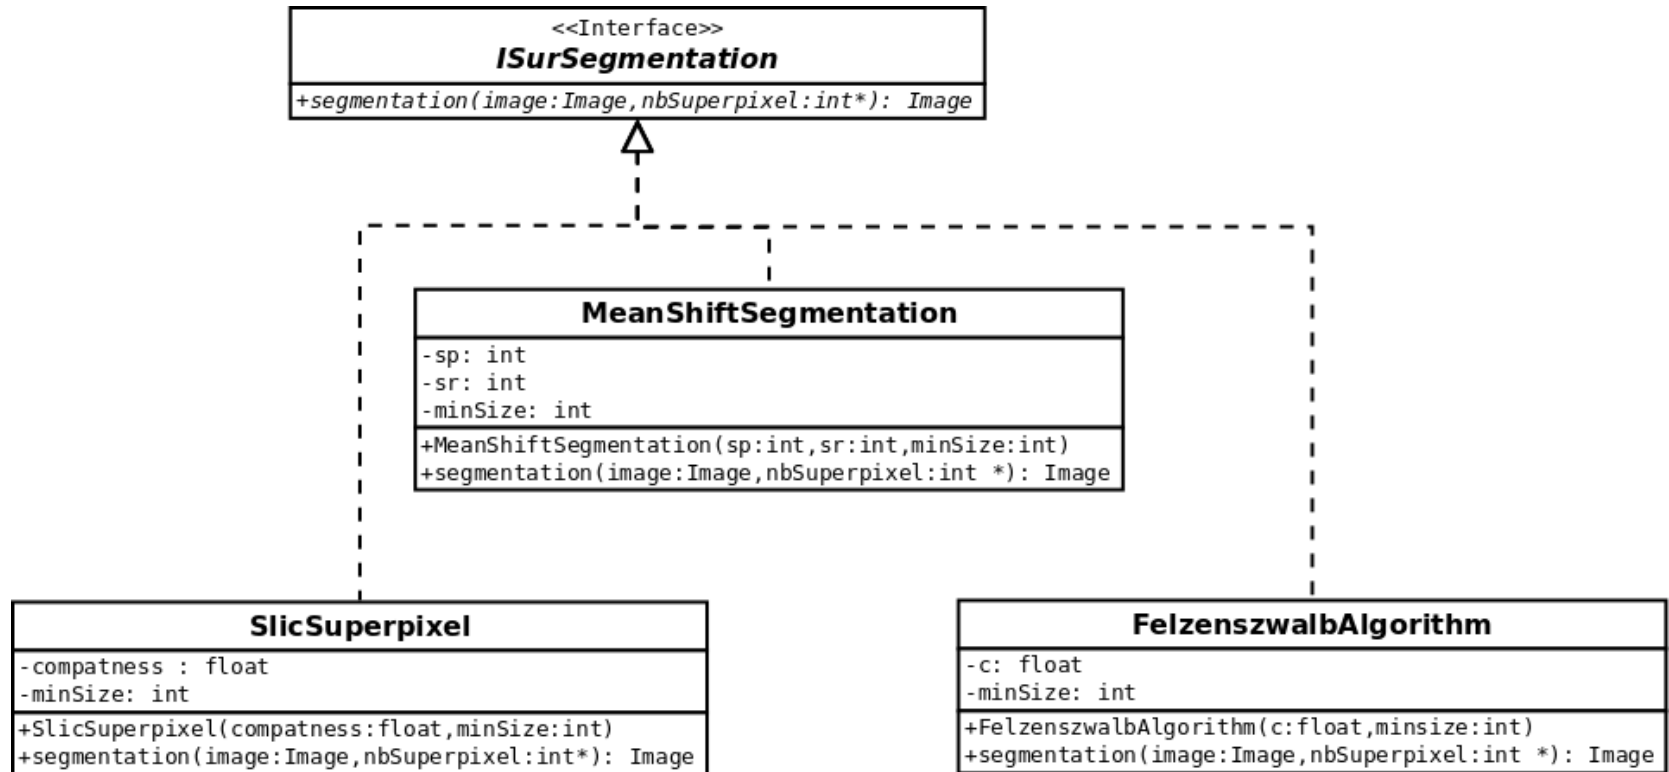 <<Interface>>
ISurSegmentation
+segmentation(image:Image,nbSuperpixel:int*): Image
MeanShiftSegmentation
-sp: int
-sr: int
-minSize: int
+MeanShiftSegmentation(sp:int,sr:int,minSize:int)
+segmentation(image:Image,nbSuperpixel:int *): Image
SlicSuperpixel
-compatness : float
-minSize: int
+SlicSuperpixel(compatness:float,minSize:int)
+segmentation(image:Image,nbSuperpixel:int*): Image
FelzenszwalbAlgorithm
-c: float
-minSize: int
+FelzenszwalbAlgorithm(c:float,minsize:int)
+segmentation(image:Image,nbSuperpixel:int *): Image